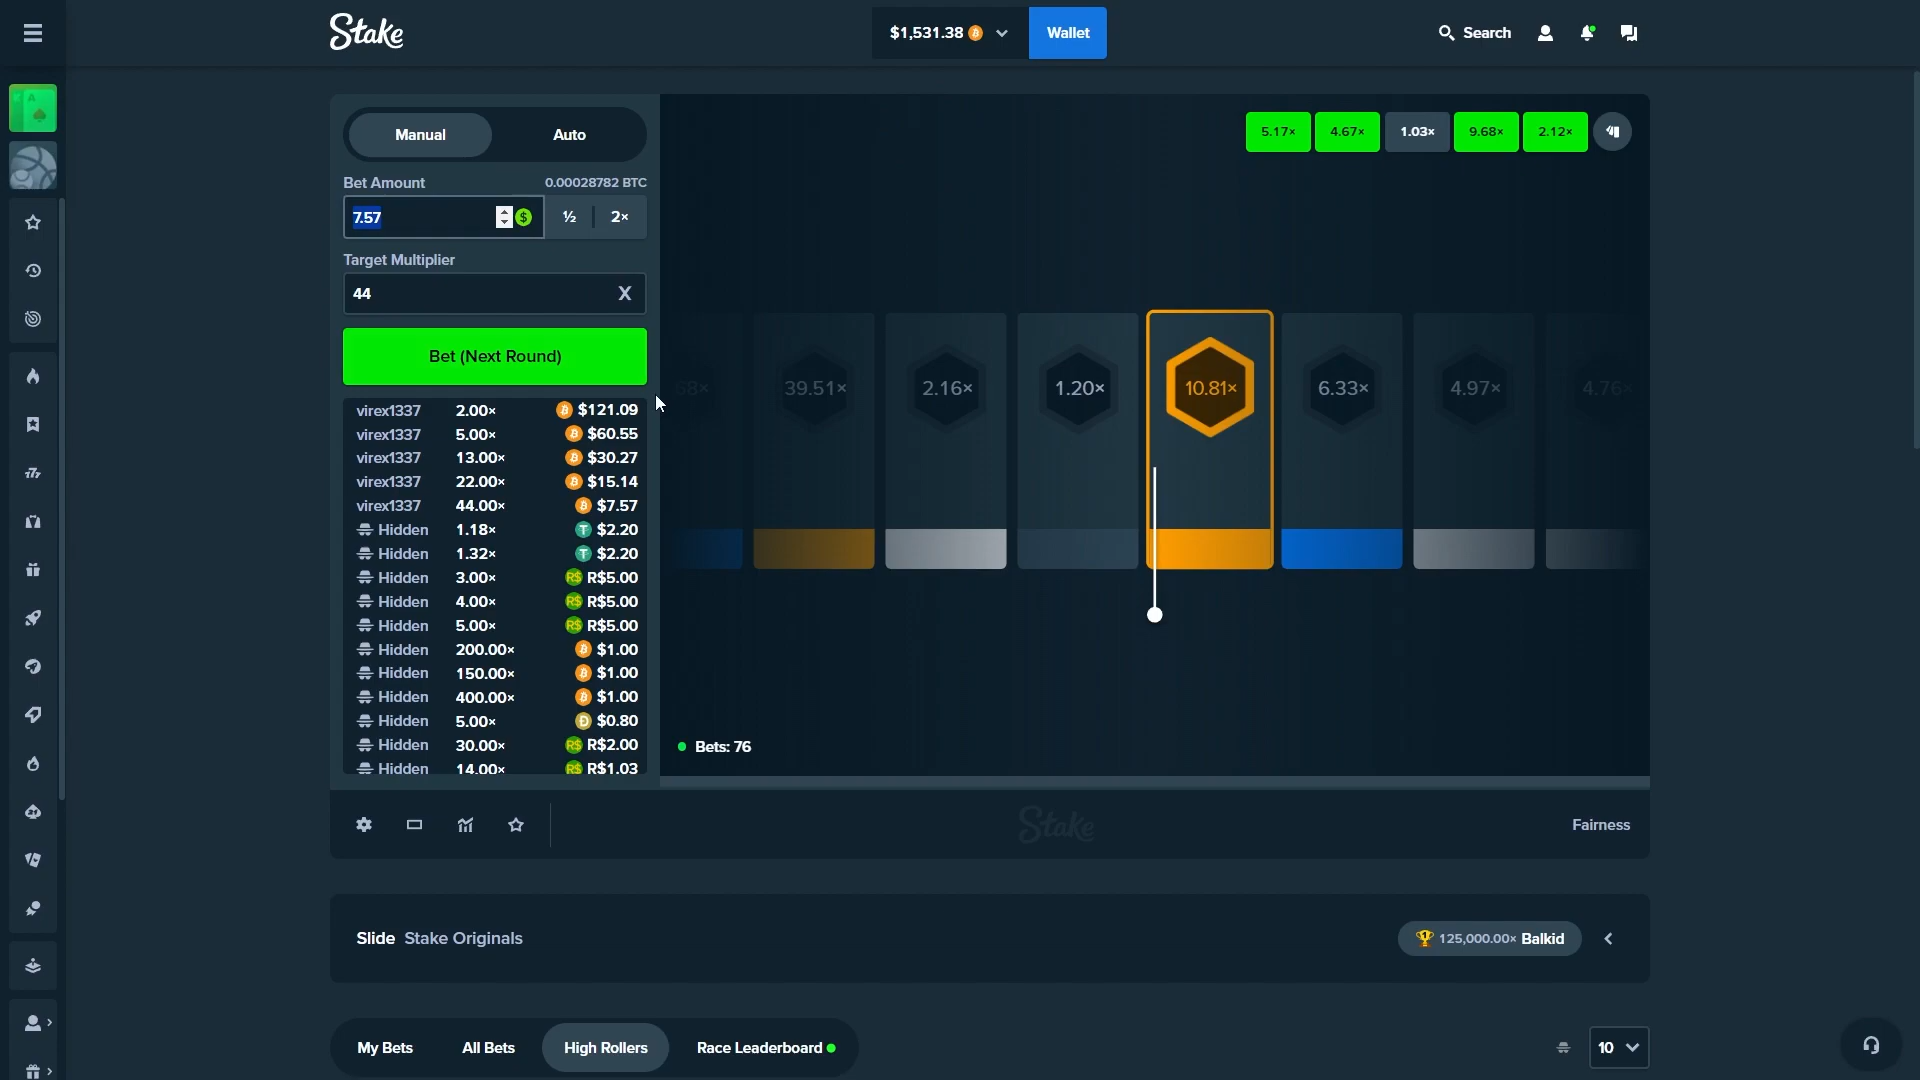 Stake
$1,531.38
Wallet
Search
Manual
Auto
5.17×
4.67×
1.03×
9.68×
2.12×
Bet Amount
0.00028782 BTC
7.57
½
2×
Target Multiplier
44
X
Bet (Next Round)
39.51×
2.16×
1.20×
10.81×
6.33×
4.97×
4.76×
virex1337 2.00× $121.09
virex1337 5.00× $60.55
virex1337 13.00× $30.27
virex1337 22.00× $15.14
virex1337 44.00× $7.57
Hidden 1.18× $2.20
Hidden 1.32× $2.20
Hidden 3.00× R$ R$5.00
Hidden 4.00× R$ R$5.00
Hidden 5.00× R$ R$5.00
Hidden 200.00× $1.00
Hidden 150.00× $1.00
Hidden 400.00× $1.00
Hidden 5.00× $0.80
Hidden 30.00× R$ R$2.00
Hidden 14.00× R$ R$1.03
Bets: 76
Stake
Fairness
Slide Stake Originals
125,000.00× Balkid
My Bets
All Bets
High Rollers
Race Leaderboard
10